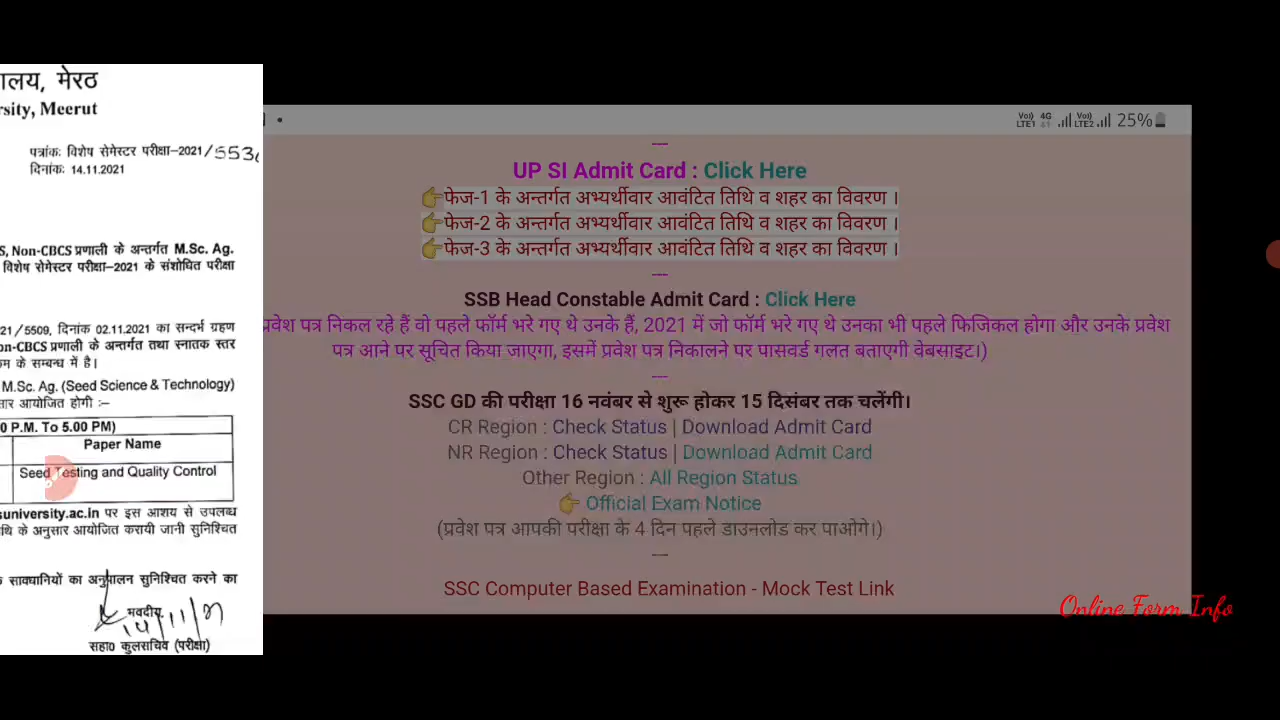 ालय, मेरठ
rsity, Meerut
पत्रांकः विशेष सेमेस्टर परीक्षा-2021/553
दिनांकः 14.11.2021
S, Non-CBCS प्रणाली के अन्तर्गत M.Sc. Ag.
विशेष सेमेस्टर परीक्षा-2021 के संशोधित परीक्षा
21/5509, दिनांक 02.11.2021 का सन्दर्भ ग्रहण
on-CBCS प्रणाली के अन्तर्गत तथा स्नातक स्तर
के सम्बन्ध में है।
M.Sc. Ag. (Seed Science & Technology)
सार आयोजित होगी :–
0 P.M. To 5.00 PM)
Paper Name
Seed Testing and Quality Control
suniversity.ac.in पर इस आशय से उपलब्ध
थि के अनुसार आयोजित करायी जानी सुनिश्चित
सावधानियों का अनुपालन सुनिश्चित करने का
भवदीय,
14/11/21
सहा0 कुलसचिव (परीक्षा)
VoLTE1 4G VoLTE2 25%
---
UP SI Admit Card : Click Here
👉फेज-1 के अन्तर्गत अभ्यर्थीवार आवंटित तिथि व शहर का विवरण ।
👉फेज-2 के अन्तर्गत अभ्यर्थीवार आवंटित तिथि व शहर का विवरण ।
👉फेज-3 के अन्तर्गत अभ्यर्थीवार आवंटित तिथि व शहर का विवरण ।
---
SSB Head Constable Admit Card : Click Here
प्रवेश पत्र निकल रहे हैं वो पहले फॉर्म भरे गए थे उनके हैं, 2021 में जो फॉर्म भरे गए थे उनका भी पहले फिजिकल होगा और उनके प्रवेश
पत्र आने पर सूचित किया जाएगा, इसमें प्रवेश पत्र निकालने पर पासवर्ड गलत बताएगी वेबसाइट।)
---
SSC GD की परीक्षा 16 नवंबर से शुरू होकर 15 दिसंबर तक चलेंगी।
CR Region : Check Status | Download Admit Card
NR Region : Check Status | Download Admit Card
Other Region : All Region Status
👉 Official Exam Notice
(प्रवेश पत्र आपकी परीक्षा के 4 दिन पहले डाउनलोड कर पाओगे।)
---
SSC Computer Based Examination - Mock Test Link
Online Form Info